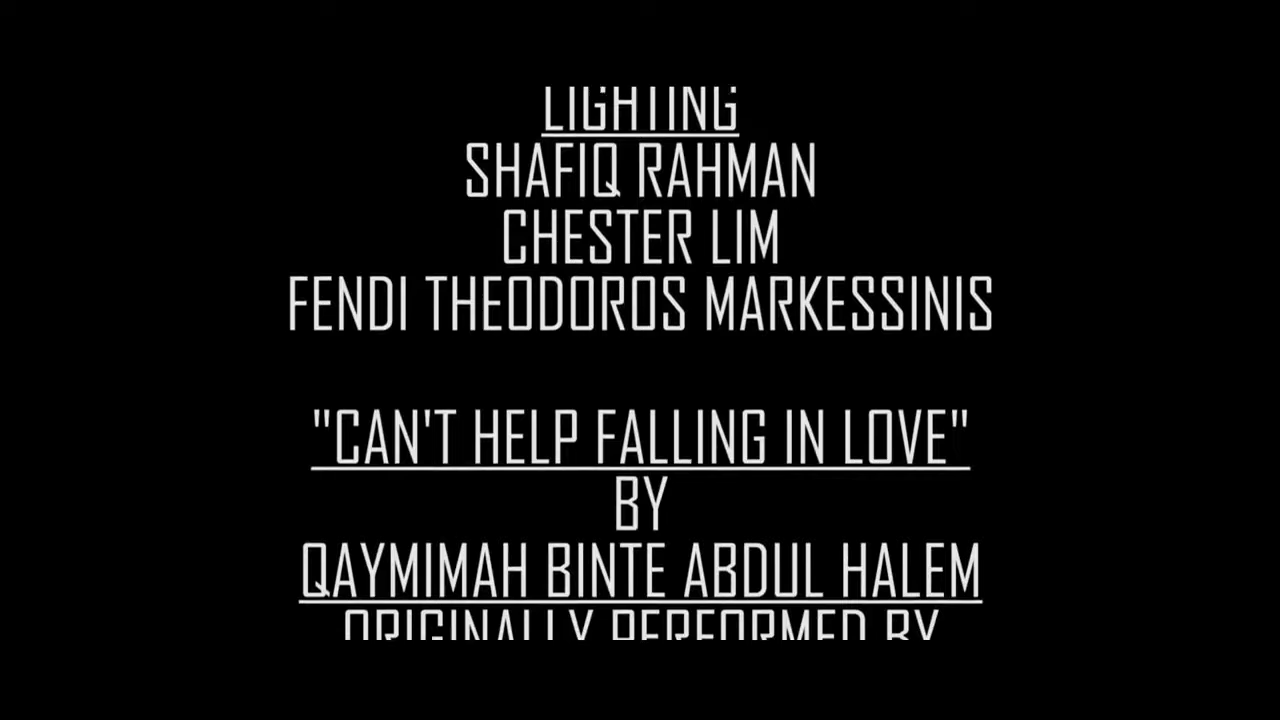 LIGHTING
SHAFIQ RAHMAN
CHESTER LIM
FENDI THEODOROS MARKESSINIS
"CAN'T HELP FALLING IN LOVE"
BY
QAYMIMAH BINTE ABDUL HALEM
ORIGINALLY PERFORMED BY